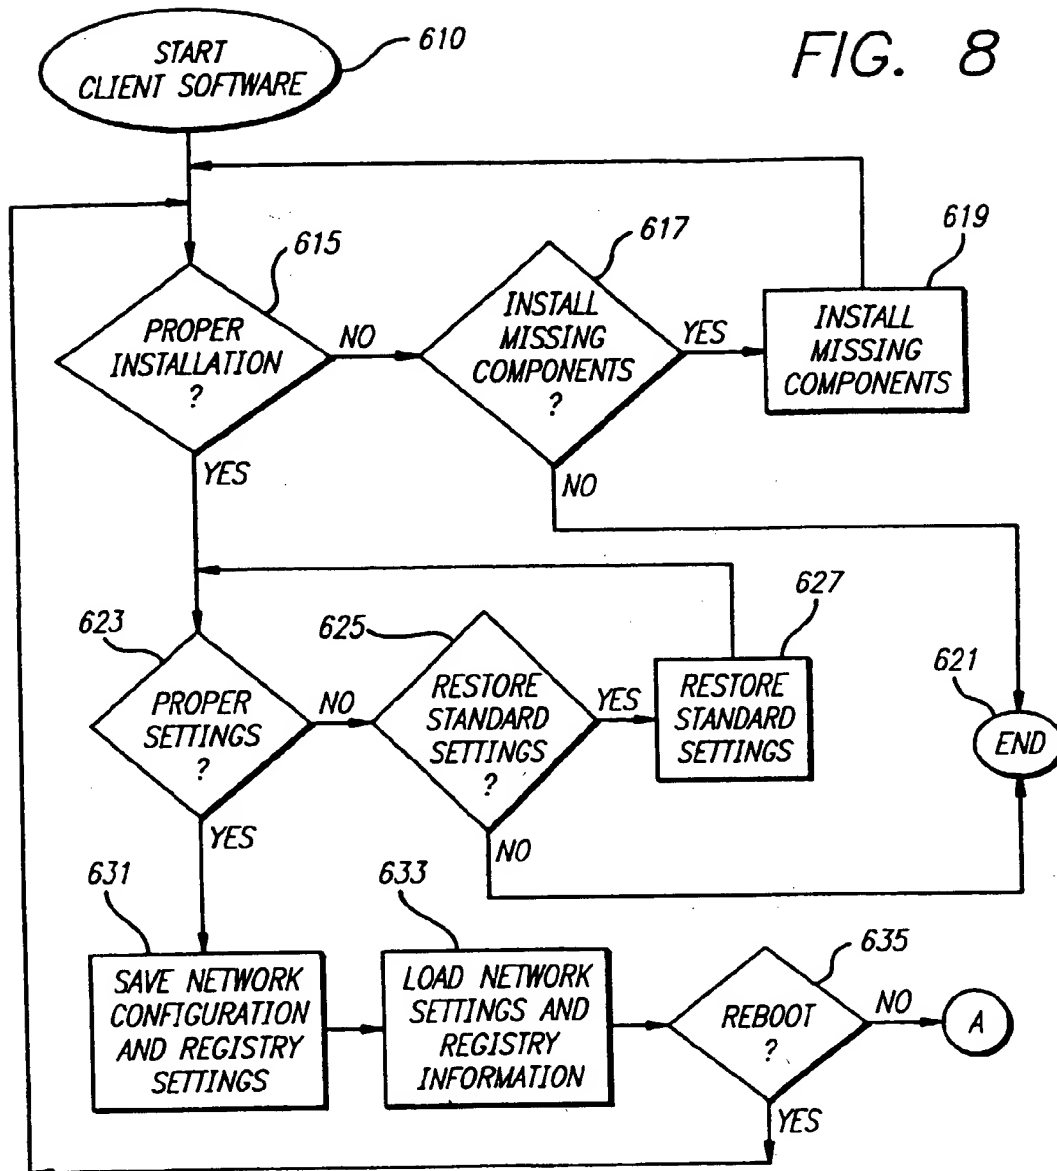 FIG. 8
START
CLIENT SOFTWARE
610
615
PROPER
INSTALLATION
?
NO
YES
617
INSTALL
MISSING
COMPONENTS
?
YES
NO
619
INSTALL
MISSING
COMPONENTS
623
PROPER
SETTINGS
?
NO
YES
625
RESTORE
STANDARD
SETTINGS
?
YES
NO
627
RESTORE
STANDARD
SETTINGS
621
END
631
SAVE NETWORK
CONFIGURATION
AND REGISTRY
SETTINGS
633
LOAD NETWORK
SETTINGS AND
REGISTRY
INFORMATION
635
REBOOT
?
NO
YES
A